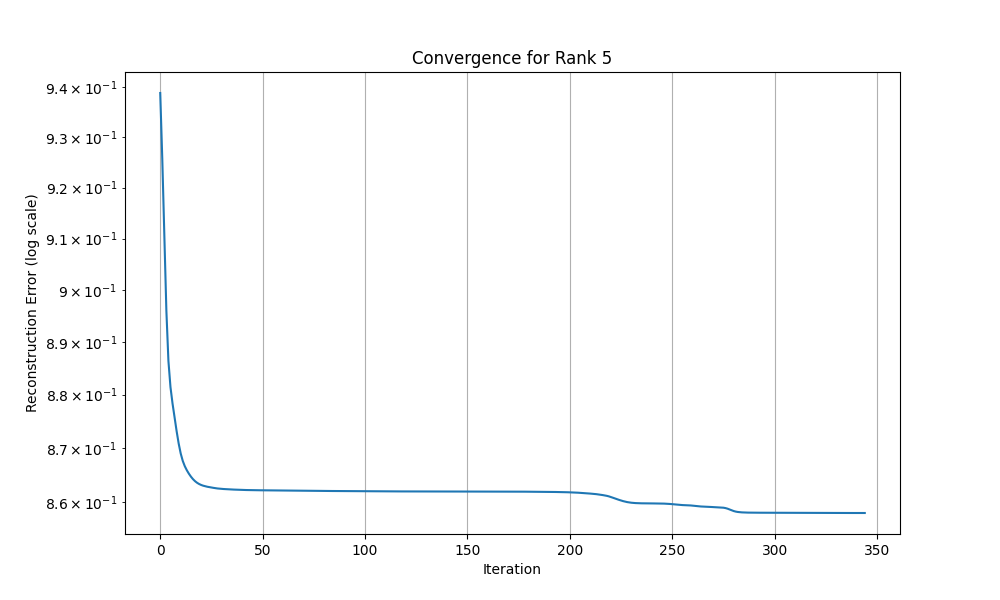 Convergence for Rank 5
Reconstruction Error (log scale)
9.4 × 10⁻¹
9.3 × 10⁻¹
9.2 × 10⁻¹
9.1 × 10⁻¹
9 × 10⁻¹
8.9 × 10⁻¹
8.8 × 10⁻¹
8.7 × 10⁻¹
8.6 × 10⁻¹
0 50 100 150 200 250 300 350
Iteration